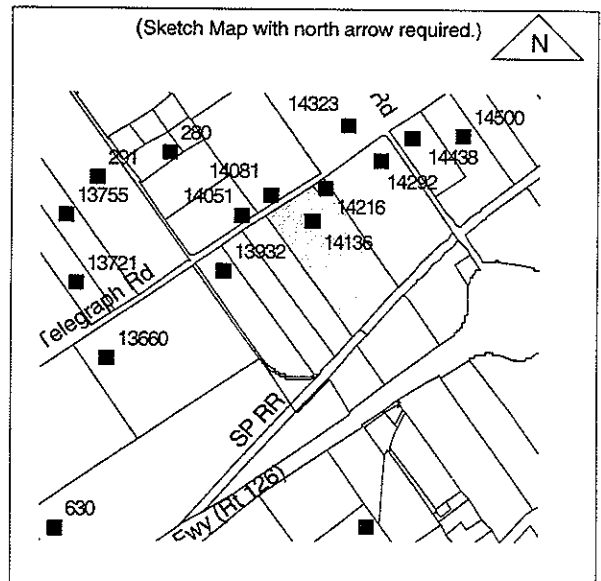 (Sketch Map with north arrow required.)
N
14323
Rd
14500
280
14438
291
14081
14292
13755
14051
14216
14136
13932
13721
Telegraph Rd
13660
SP RR
Fwy (Rt 126)
630